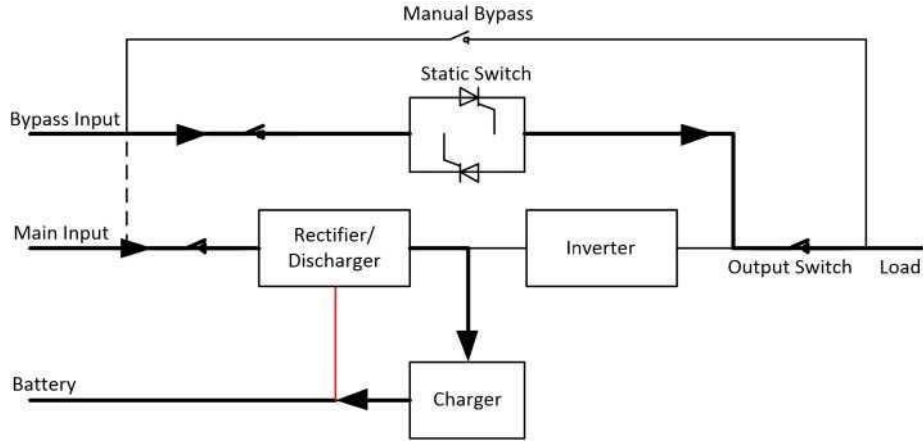 Manual Bypass
Static Switch
Bypass Input
Main Input
Rectifier/
Discharger
Inverter
Output Switch
Load
Battery
Charger